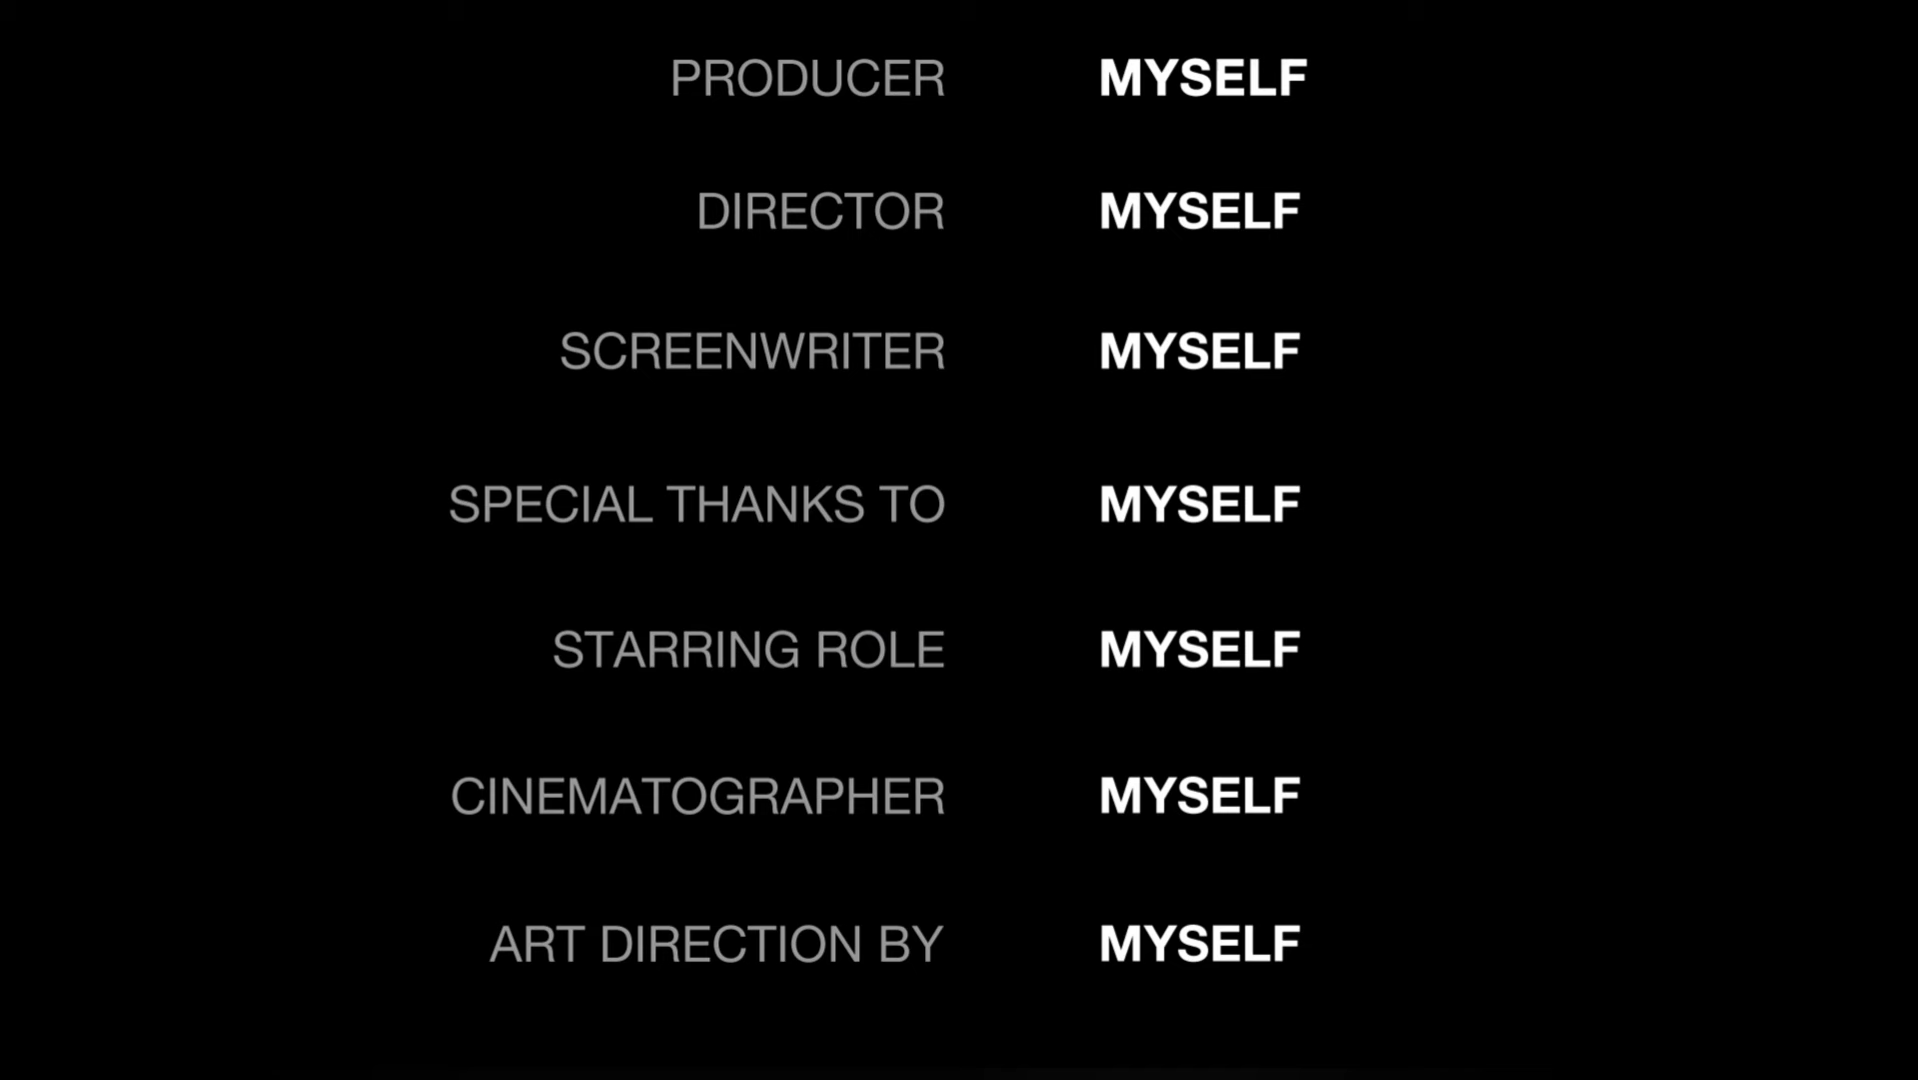 PRODUCER MYSELF
DIRECTOR MYSELF
SCREENWRITER MYSELF
SPECIAL THANKS TO MYSELF
STARRING ROLE MYSELF
CINEMATOGRAPHER MYSELF
ART DIRECTION BY MYSELF